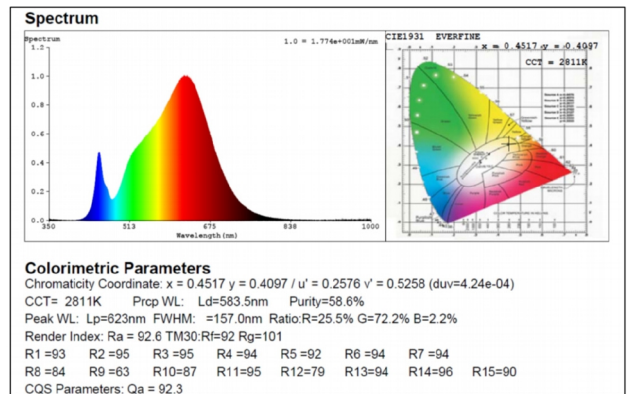 Spectrum
Spectrum
1.0 = 1.774e+001mW/nm
1.2
1.0
0.8
0.6
0.4
0.2
0.0
350 513 675 838 1000
Wavelength(nm)
CIE1931 EVERFINE
x = 0.4517 y = 0.4097
CCT = 2811K
Colorimetric Parameters
Chromaticity Coordinate: x = 0.4517 y = 0.4097 / u' = 0.2576 v' = 0.5258 (duv=4.24e-04)
CCT= 2811K Prcp WL: Ld=583.5nm Purity=58.6%
Peak WL: Lp=623nm FWHM: =157.0nm Ratio:R=25.5% G=72.2% B=2.2%
Render Index: Ra = 92.6 TM30:Rf=92 Rg=101
R1 =93 R2 =95 R3 =95 R4 =94 R5 =92 R6 =94 R7 =94
R8 =84 R9 =63 R10=87 R11=95 R12=79 R13=94 R14=96 R15=90
CQS Parameters: Qa = 92.3